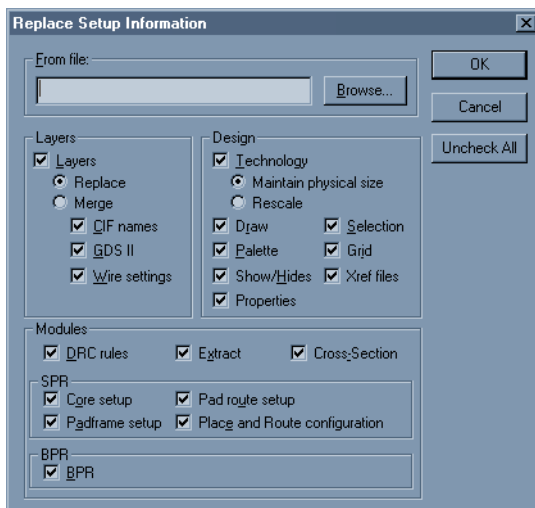 Replace Setup Information
From file:
Browse...
OK
Cancel
Uncheck All
Layers
Layers
Replace
Merge
CIF names
GDS II
Wire settings
Design
Technology
Maintain physical size
Rescale
Draw Selection
Palette Grid
Show/Hides Xref files
Properties
Modules
DRC rules Extract Cross-Section
SPR
Core setup Pad route setup
Padframe setup Place and Route configuration
BPR
BPR